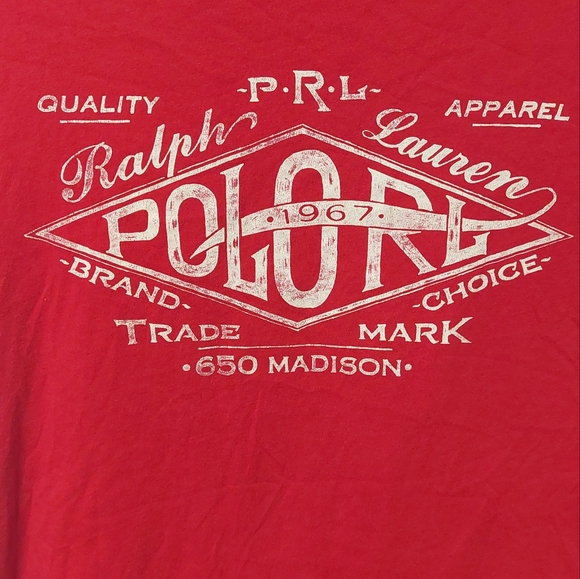 -P.R.L-
QUALITY APPAREL
Ralph Lauren
POLO RL
·1967·
-BRAND- -CHOICE-
TRADE MARK
·650 MADISON·